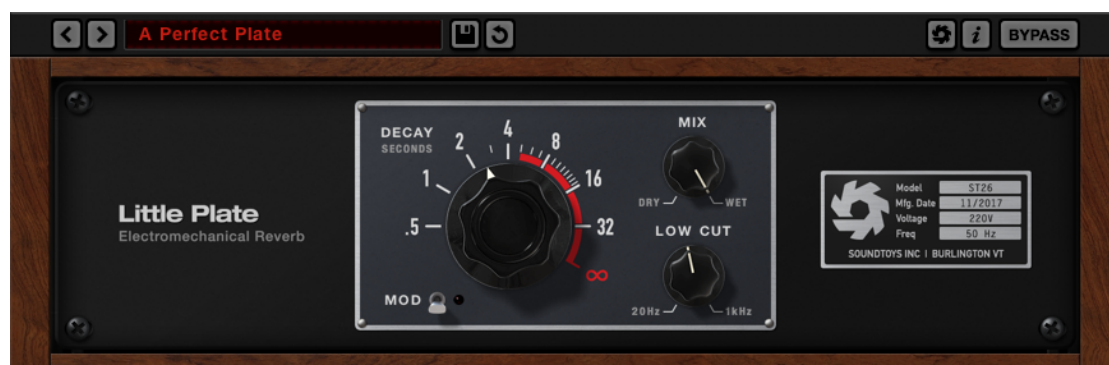 A Perfect Plate
i
BYPASS
Little Plate
Electromechanical Reverb
DECAY
SECONDS
.5
1
2
4
8
16
32
∞
MOD
MIX
DRY
WET
LOW CUT
20Hz
1kHz
Model ST26
Mfg. Date 11/2017
Voltage 220V
Freq 50 Hz
SOUNDTOYS INC | BURLINGTON VT